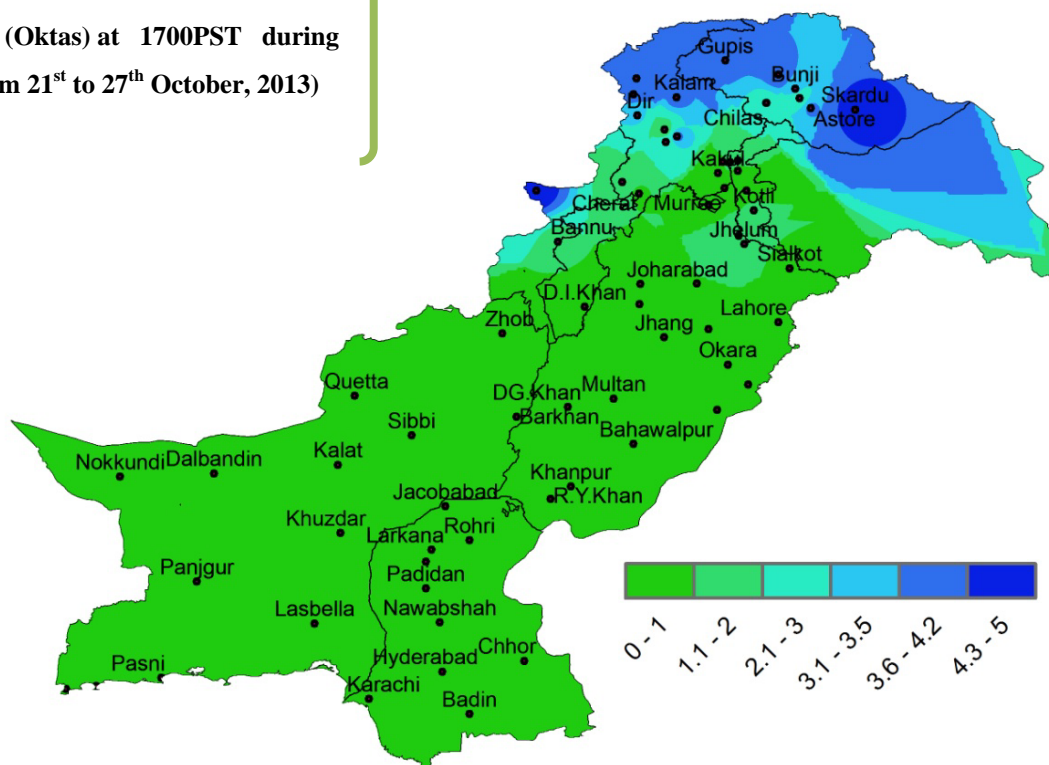 (Oktas) at 1700PST during
m 21st to 27th October, 2013)
Gupis
Bunji
Kalam
Skardu
Dir
Astore
Chilas
Kakul
Cherat
Murree
Kotli
Bannu
Jhelum
Sialkot
Joharabad
D.I.Khan
Lahore
Zhob
Jhang
Okara
Quetta
DG.Khan
Multan
Barkhan
Sibbi
Bahawalpur
Kalat
Nokkundi
Dalbandin
Khanpur
Jacobabad
R.Y.Khan
Khuzdar
Rohri
Larkana
Panjgur
Padidan
Lasbella
Nawabshah
Chhor
Hyderabad
Pasni
Karachi
Badin
0 - 1
1.1 - 2
2.1 - 3
3.1 - 3.5
3.6 - 4.2
4.3 - 5